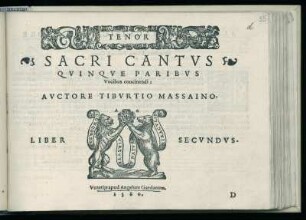 TENOR
SACRI CANTVS
QVINQVE PARIBVS
Vocibus concinendi:
AVCTORE TIBVRTIO MASSAINO.
LIBER SECVNDVS.
Venetijs apud Angelum Gardanum.
D